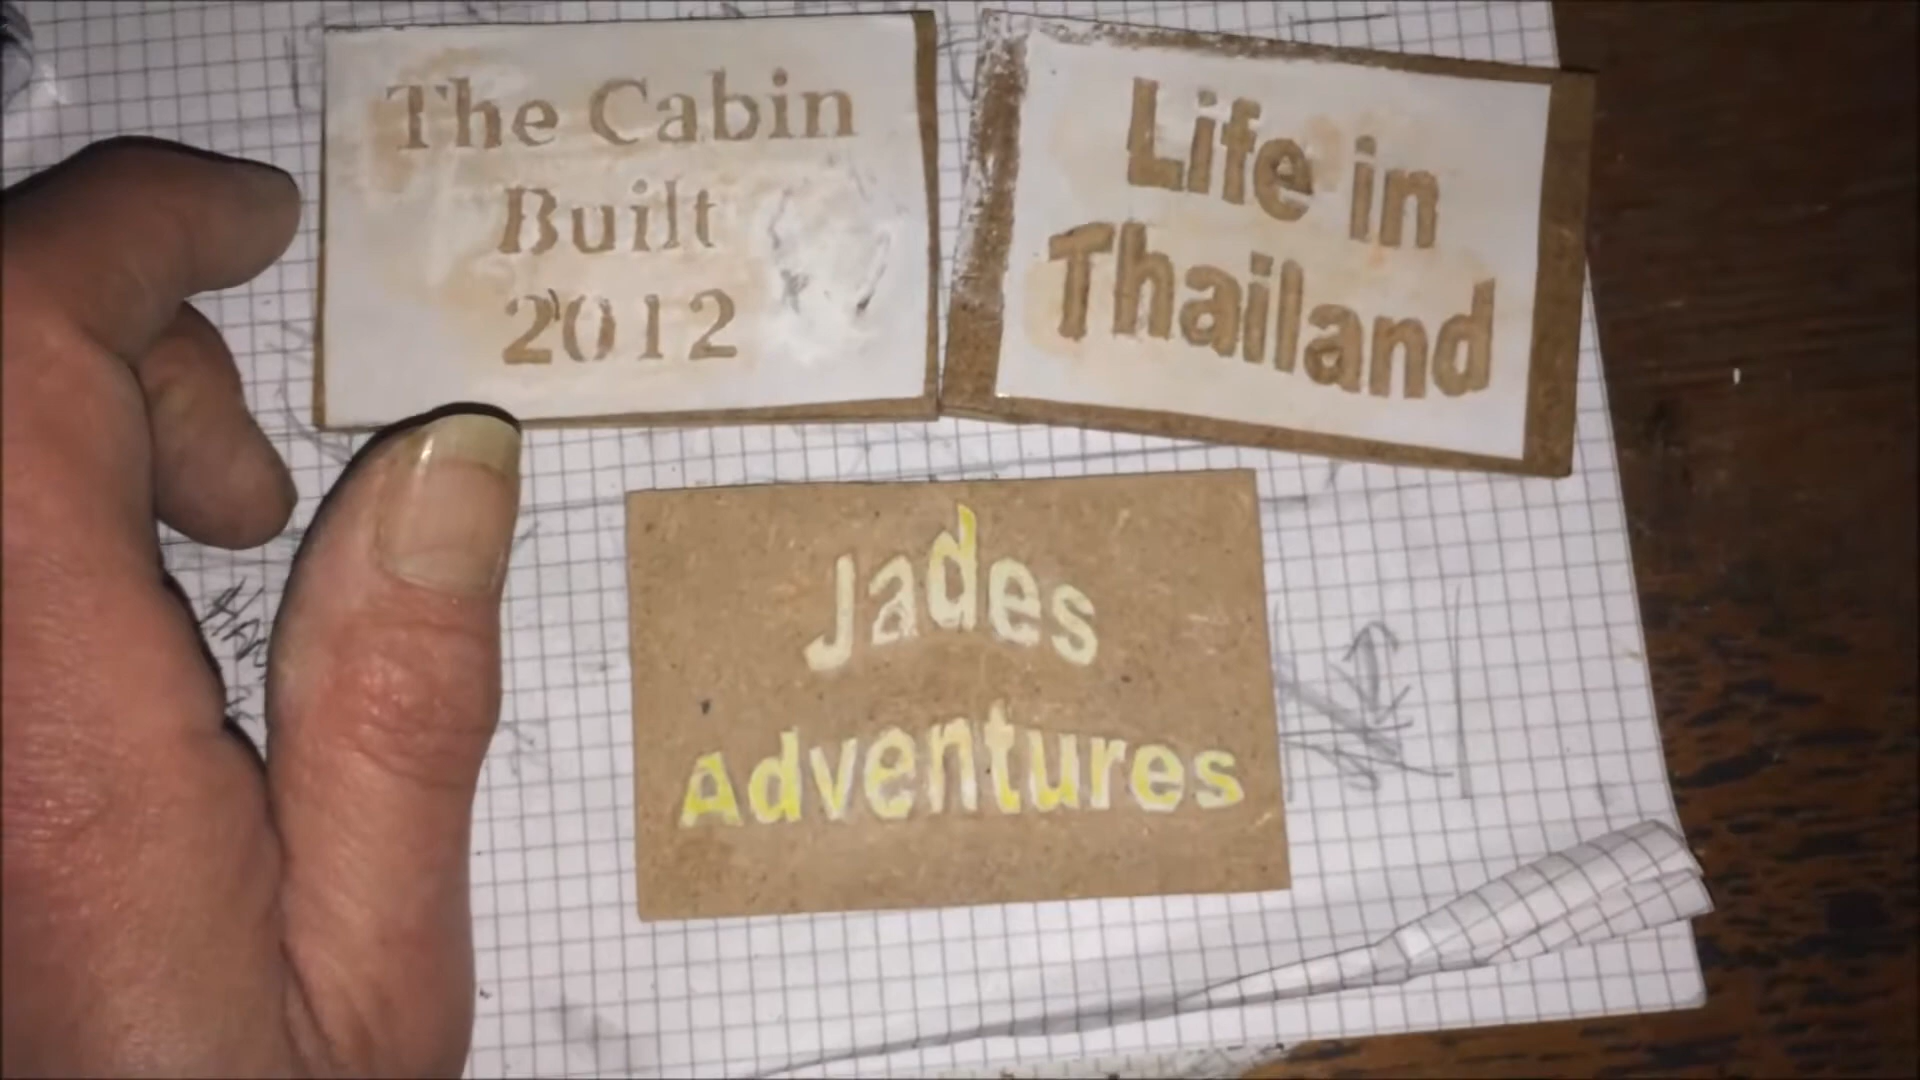 The Cabin
Built
2012
Life in
Thailand
Jades
Adventures